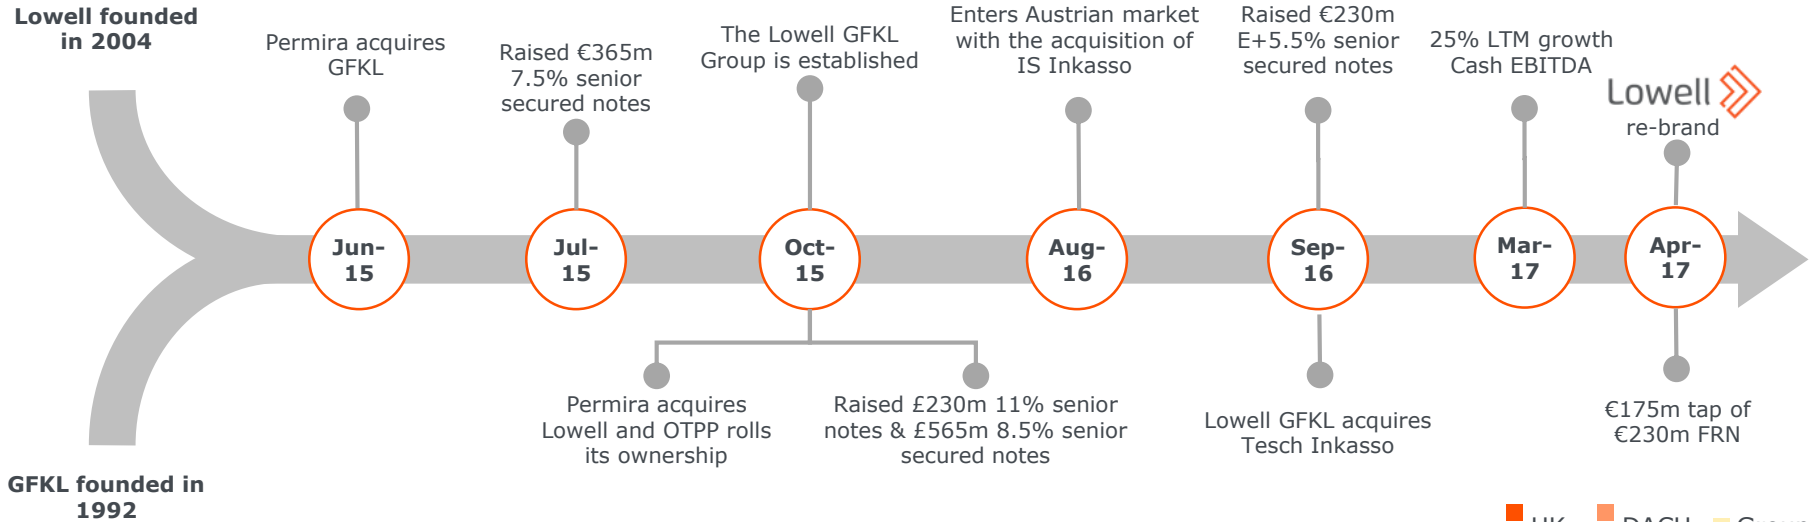 Lowell founded
in 2004
Permira acquires
GFKL
Raised €365m
7.5% senior
secured notes
The Lowell GFKL
Group is established
Enters Austrian market
with the acquisition of
IS Inkasso
Raised €230m
E+5.5% senior
secured notes
25% LTM growth
Cash EBITDA
Lowell
re-brand
Jun-
15
Jul-
15
Oct-
15
Aug-
16
Sep-
16
Mar-
17
Apr-
17
Permira acquires
Lowell and OTPP rolls
its ownership
Raised £230m 11% senior
notes & £565m 8.5% senior
secured notes
Lowell GFKL acquires
Tesch Inkasso
€175m tap of
€230m FRN
GFKL founded in
1992
UK DACH Group